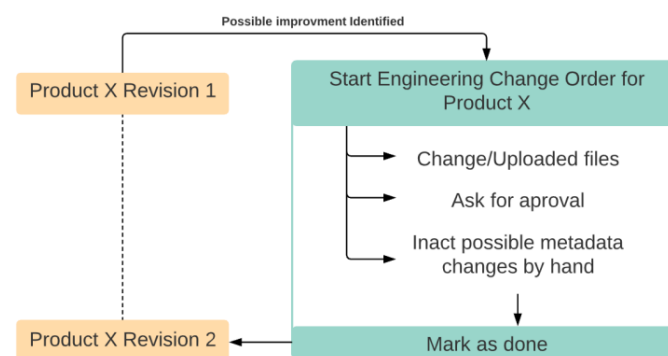 Possible improvment Identified
Product X Revision 1
Start Engineering Change Order for
Product X
Change/Uploaded files
Ask for aproval
Inact possible metadata
changes by hand
Product X Revision 2
Mark as done